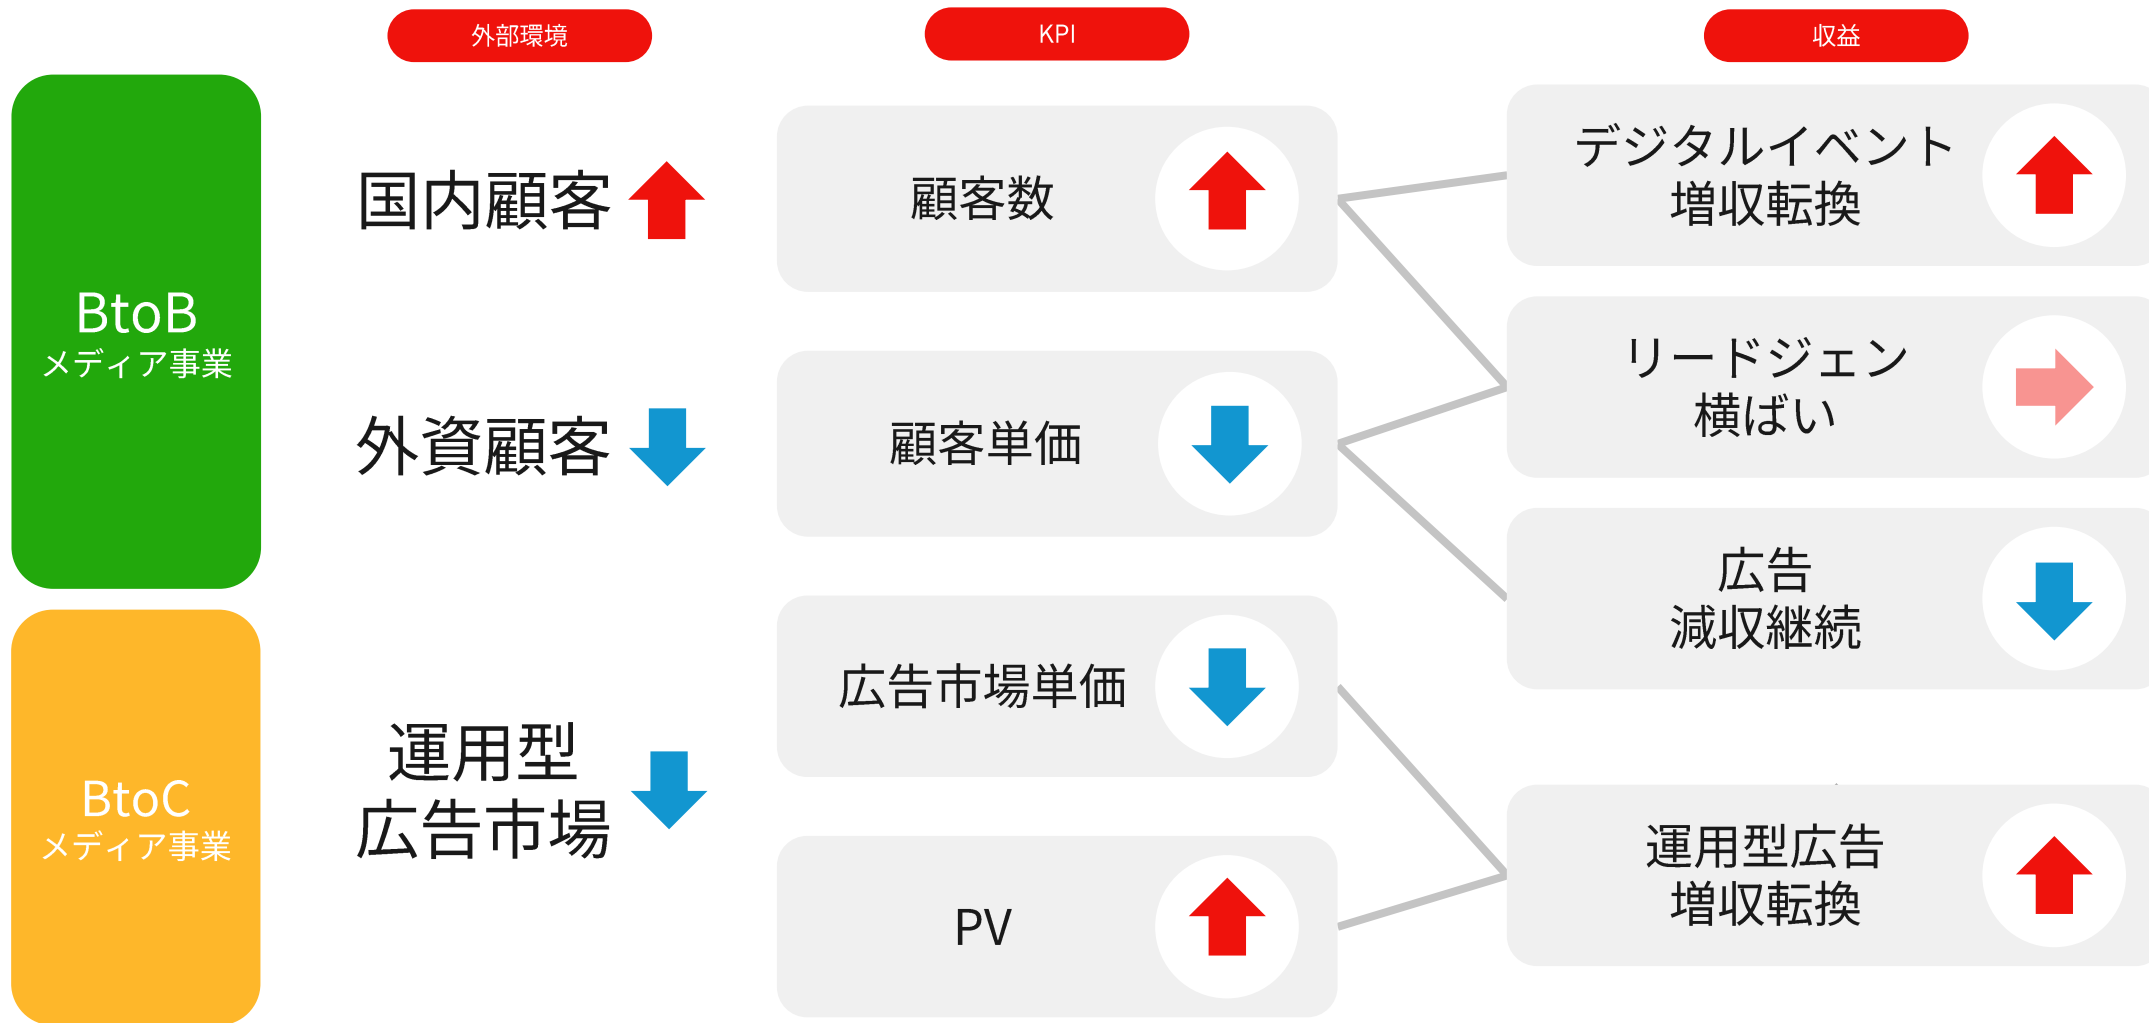 外部環境
KPI
収益
BtoB
メディア事業
国内顧客
顧客数
デジタルイベント
増収転換
リードジェン
横ばい
外資顧客
顧客単価
広告
減収継続
BtoC
メディア事業
運用型
広告市場
広告市場単価
PV
運用型広告
増収転換